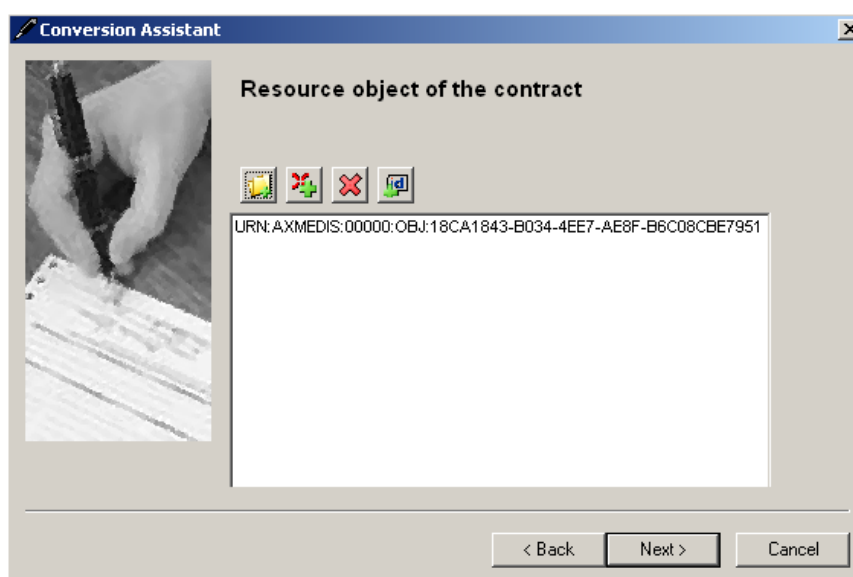 Conversion Assistant
Resource object of the contract
id
URN:AXMEDIS:00000:OBJ:18CA1843-B034-4EE7-AE8F-B6C08CBE7951
< Back
Next >
Cancel